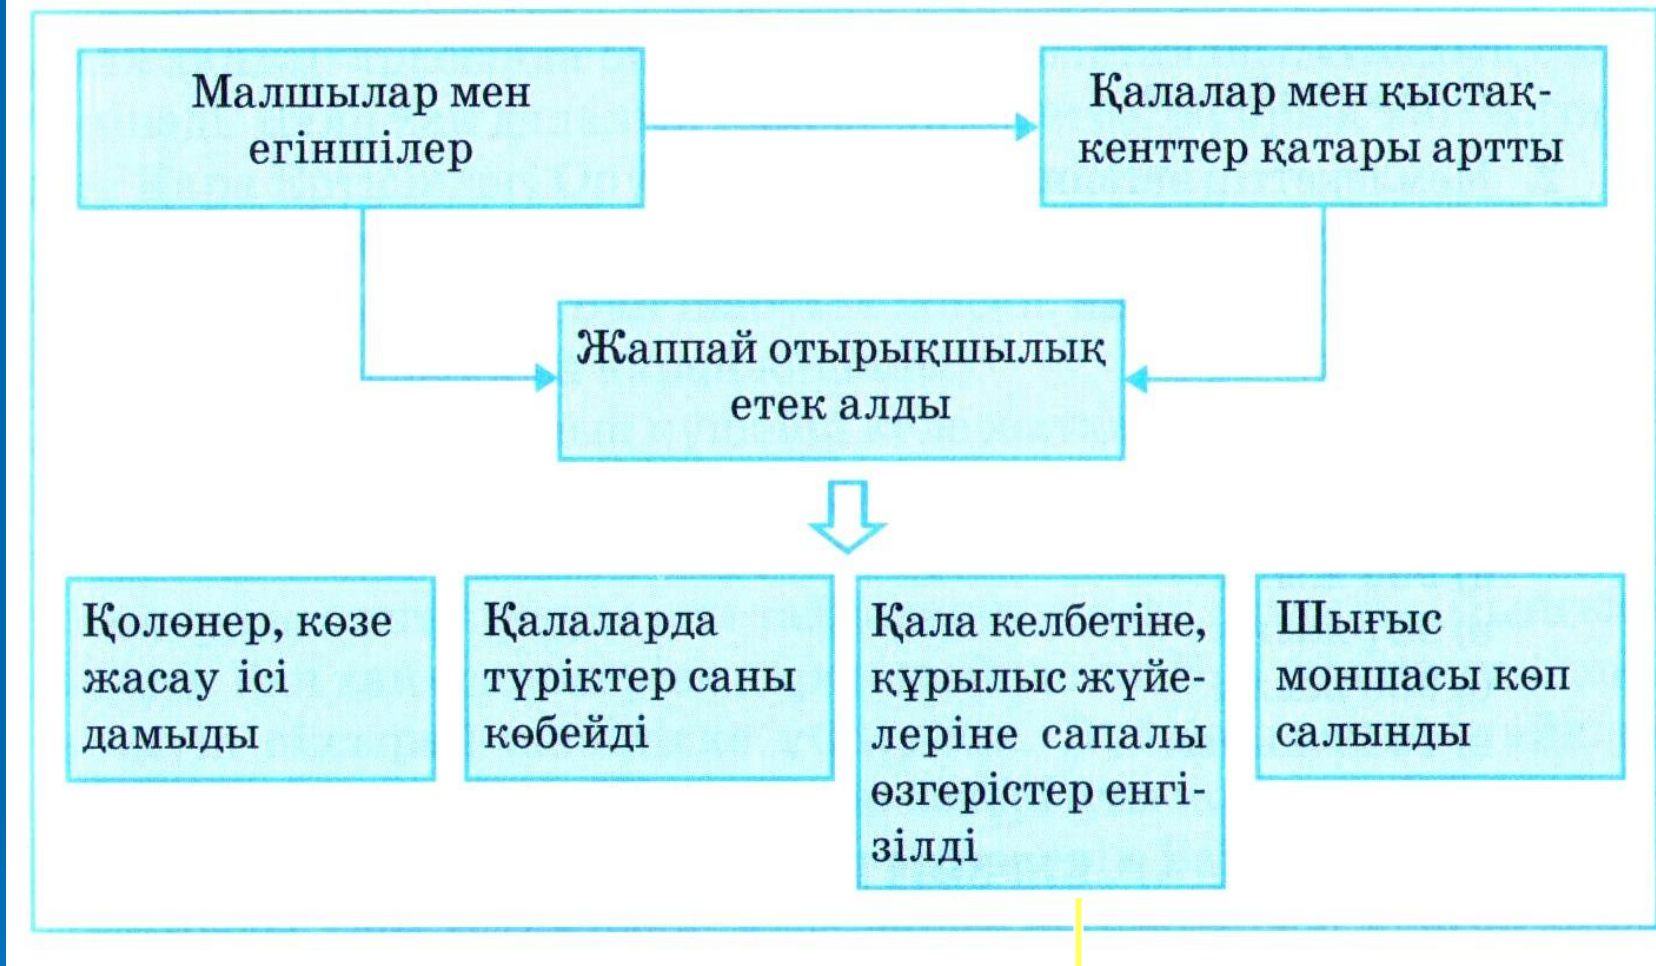 Малшылар мен
егіншілер
Қалалар мен қыстақ-
кенттер қатары артты
Жаппай отырықшылық
етек алды
Қолөнер, көзе
жасау ісі
дамыды
Қалаларда
түріктер саны
көбейді
Қала келбетіне,
құрылыс жүйе-
леріне сапалы
өзгерістер енгі-
зілді
Шығыс
моншасы көп
салынды